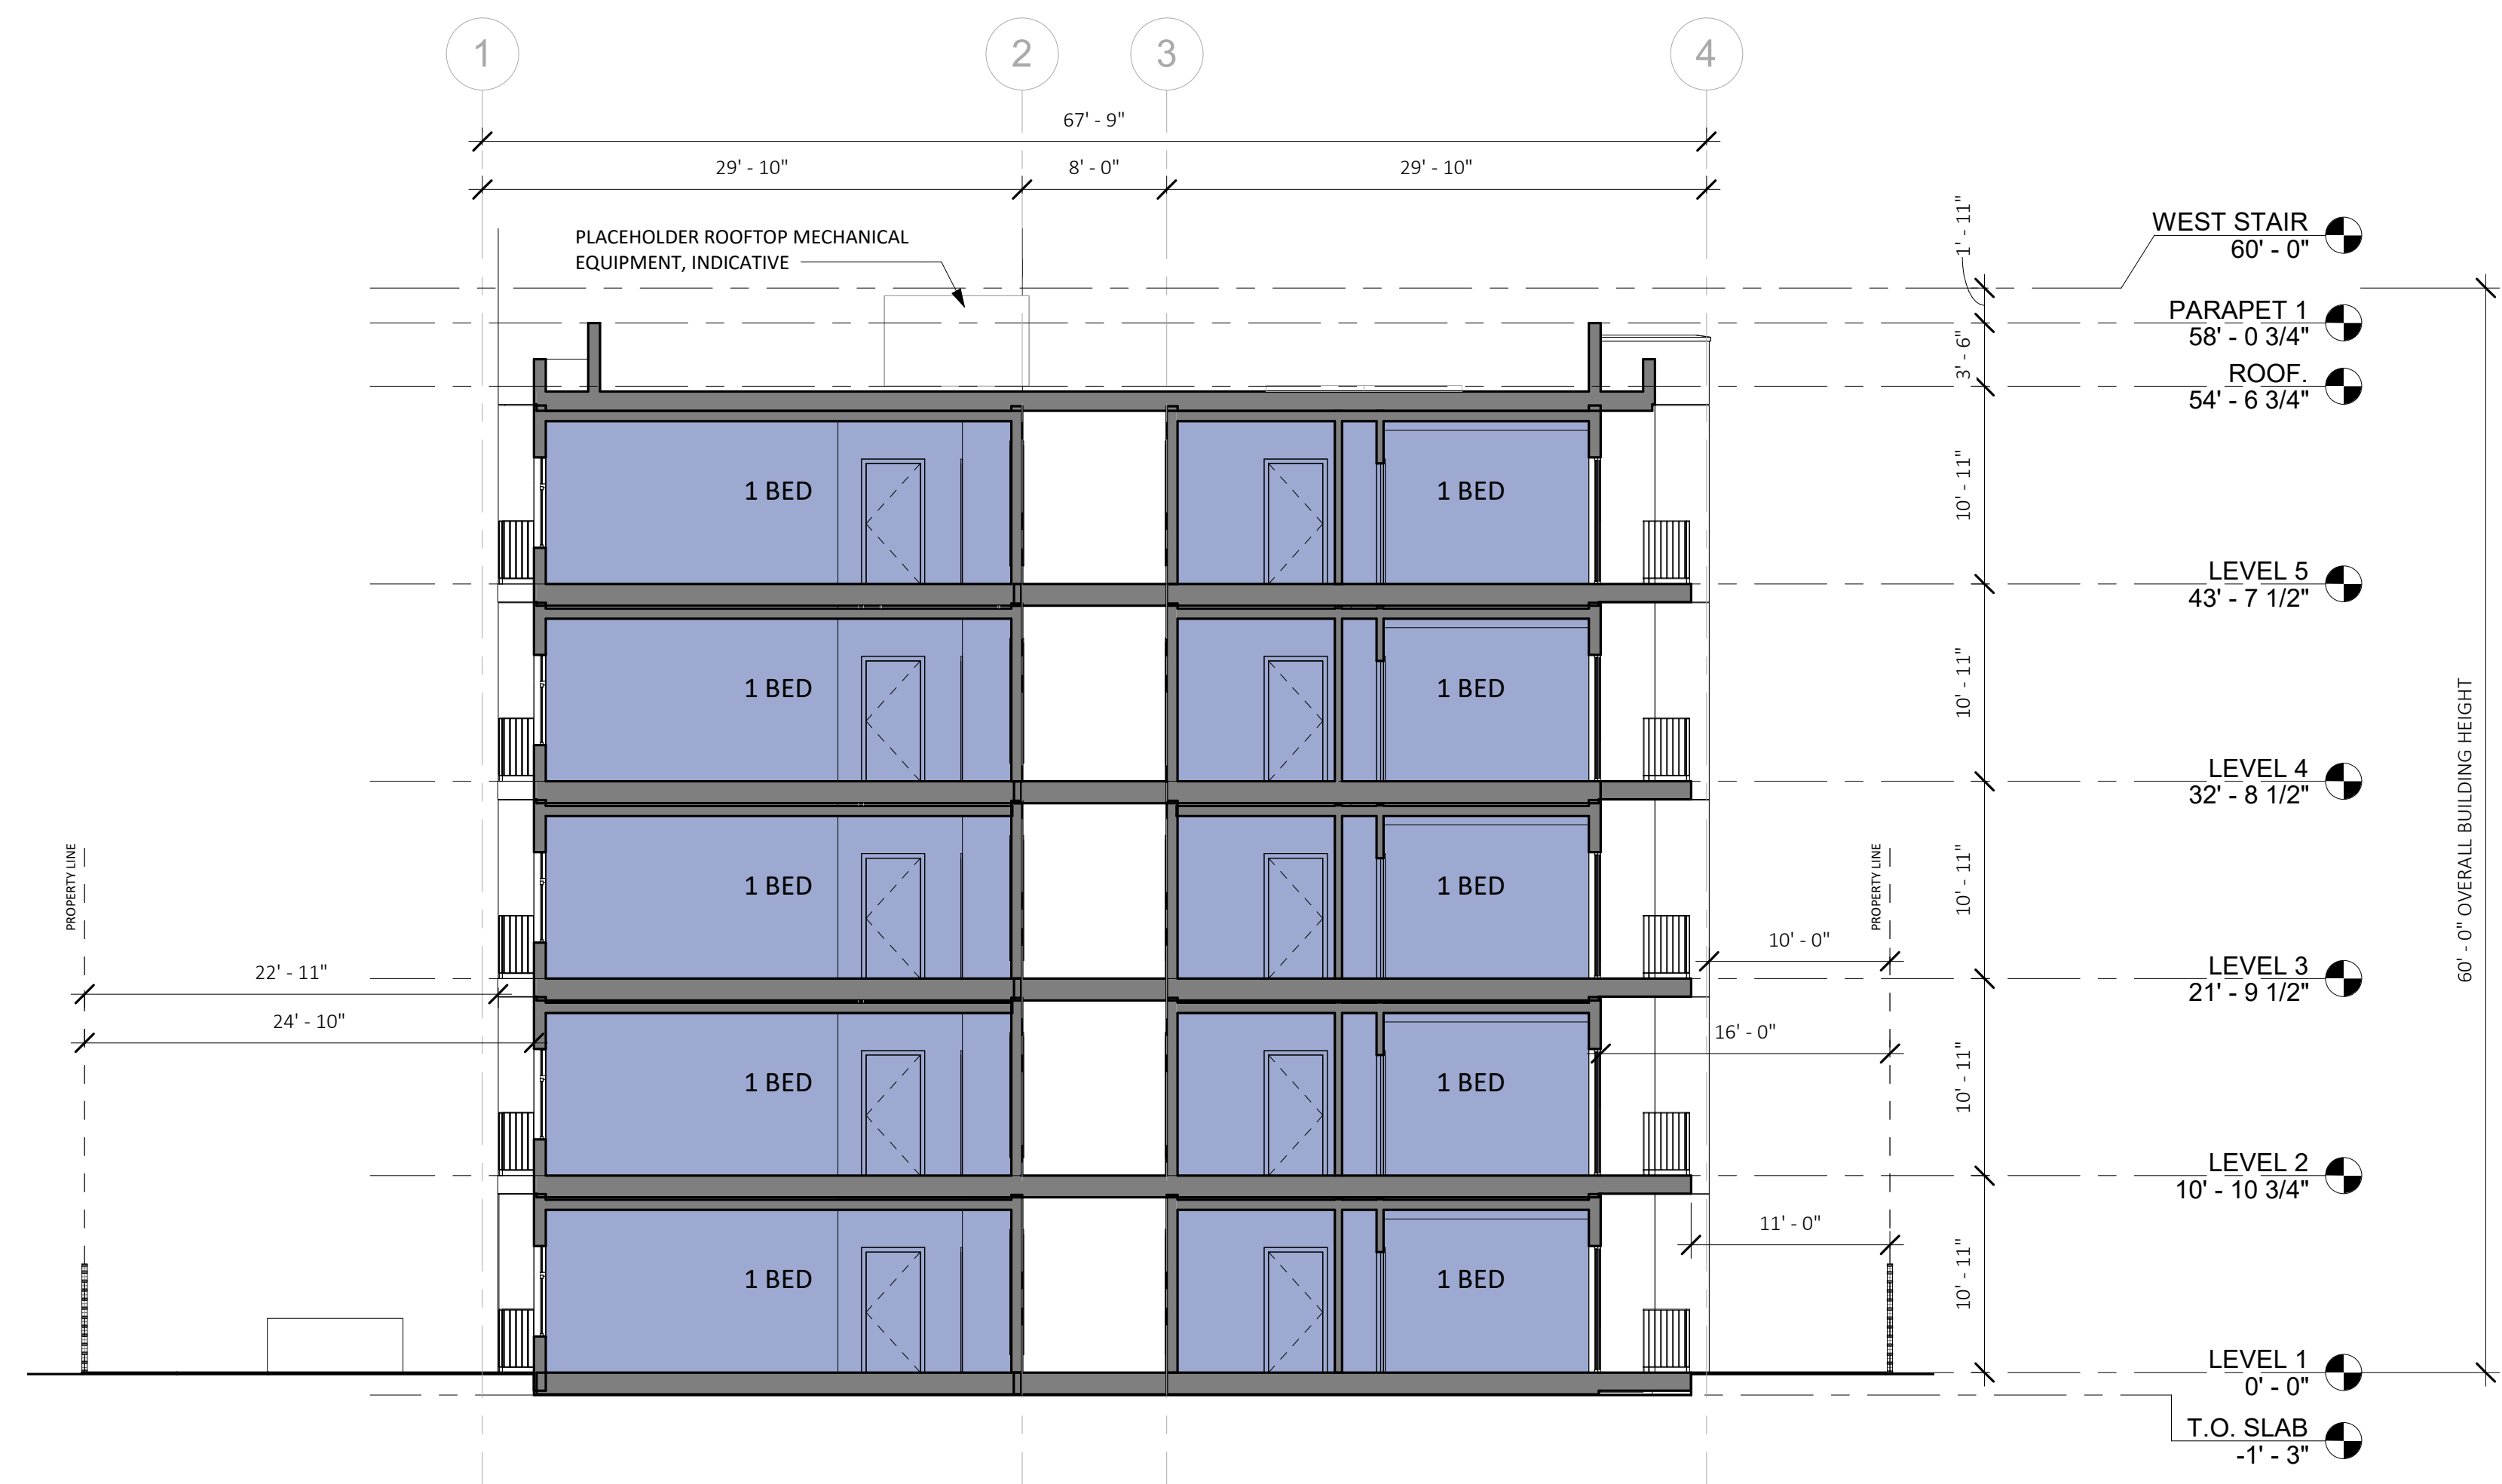 1
2
3
4
67' - 9"
29' - 10"
8' - 0"
29' - 10"
PLACEHOLDER ROOFTOP MECHANICAL
EQUIPMENT, INDICATIVE
1' - 11"
WEST STAIR
60' - 0"
PARAPET 1
58' - 0 3/4"
3' - 6"
ROOF.
54' - 6 3/4"
1 BED
1 BED
10' - 11"
LEVEL 5
43' - 7 1/2"
1 BED
1 BED
10' - 11"
LEVEL 4
32' - 8 1/2"
60' - 0" OVERALL BUILDING HEIGHT
PROPERTY LINE
1 BED
1 BED
PROPERTY LINE
10' - 11"
10' - 0"
22' - 11"
LEVEL 3
21' - 9 1/2"
24' - 10"
16' - 0"
1 BED
1 BED
10' - 11"
LEVEL 2
10' - 10 3/4"
11' - 0"
1 BED
1 BED
10' - 11"
LEVEL 1
0' - 0"
T.O. SLAB
-1' - 3"